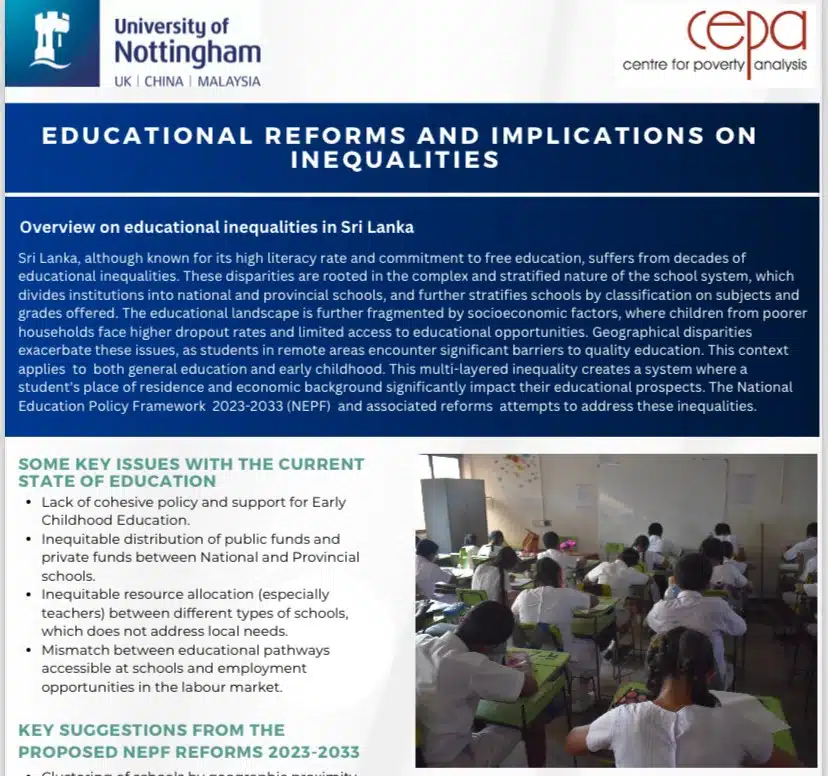 University of
Nottingham
UK | CHINA | MALAYSIA
cepa
centre for poverty analysis
EDUCATIONAL REFORMS AND IMPLICATIONS ON
INEQUALITIES
Overview on educational inequalities in Sri Lanka
Sri Lanka, although known for its high literacy rate and commitment to free education, suffers from decades of
educational inequalities. These disparities are rooted in the complex and stratified nature of the school system, which
divides institutions into national and provincial schools, and further stratifies schools by classification on subjects and
grades offered. The educational landscape is further fragmented by socioeconomic factors, where children from poorer
households face higher dropout rates and limited access to educational opportunities. Geographical disparities
exacerbate these issues, as students in remote areas encounter significant barriers to quality education. This context
applies to both general education and early childhood. This multi-layered inequality creates a system where a
student's place of residence and economic background significantly impact their educational prospects. The National
Education Policy Framework 2023-2033 (NEPF) and associated reforms attempts to address these inequalities.
SOME KEY ISSUES WITH THE CURRENT
STATE OF EDUCATION
• Lack of cohesive policy and support for Early
Childhood Education.
• Inequitable distribution of public funds and
private funds between National and Provincial
schools.
• Inequitable resource allocation (especially
teachers) between different types of schools,
which does not address local needs.
• Mismatch between educational pathways
accessible at schools and employment
opportunities in the labour market.
KEY SUGGESTIONS FROM THE
PROPOSED NEPF REFORMS 2023-2033
• Clustering of schools by geographic proximity